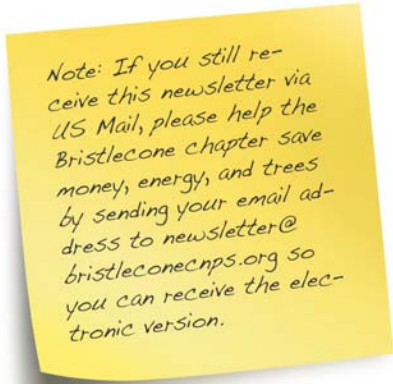 Note: If you still re-
ceive this newsletter via
US Mail, please help the
Bristlecone chapter save
money, energy, and trees
by sending your email ad-
dress to newsletter@
bristleconecnps.org so
you can receive the elec-
tronic version.